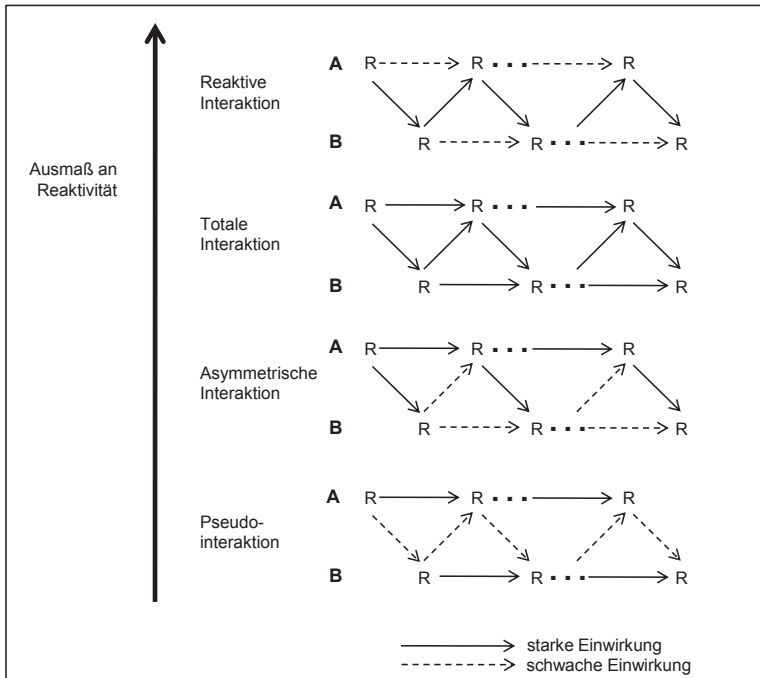 A R R ... R
Reaktive
Interaktion
B R R ... R
Ausmaß an
Reaktivität
A R R ... R
Totale
Interaktion
B R R ... R
A R R ... R
Asymmetrische
Interaktion
B R R ... R
A R R ... R
Pseudo-
interaktion
B R R ... R
starke Einwirkung
schwache Einwirkung